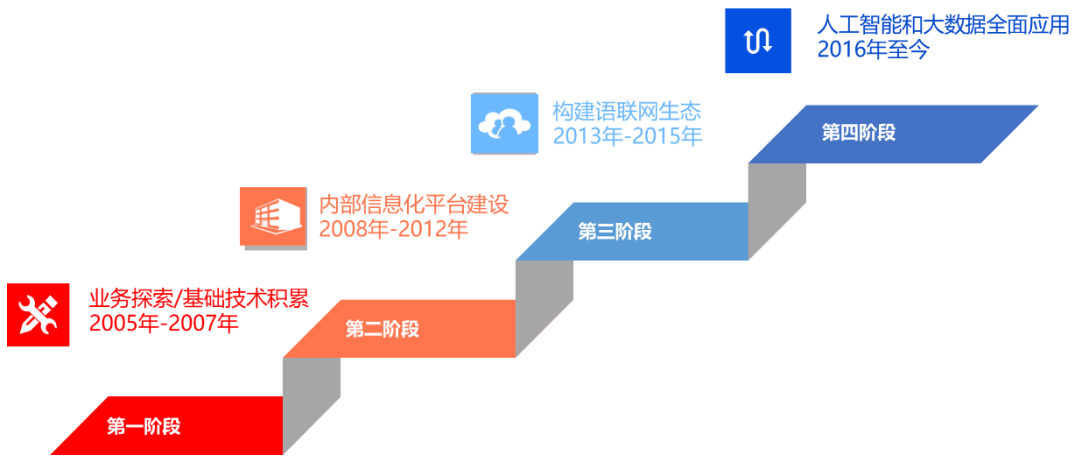 人工智能和大数据全面应用
2016年至今
第四阶段
构建语联网生态
2013年-2015年
第三阶段
内部信息化平台建设
2008年-2012年
第二阶段
业务探索/基础技术积累
2005年-2007年
第一阶段